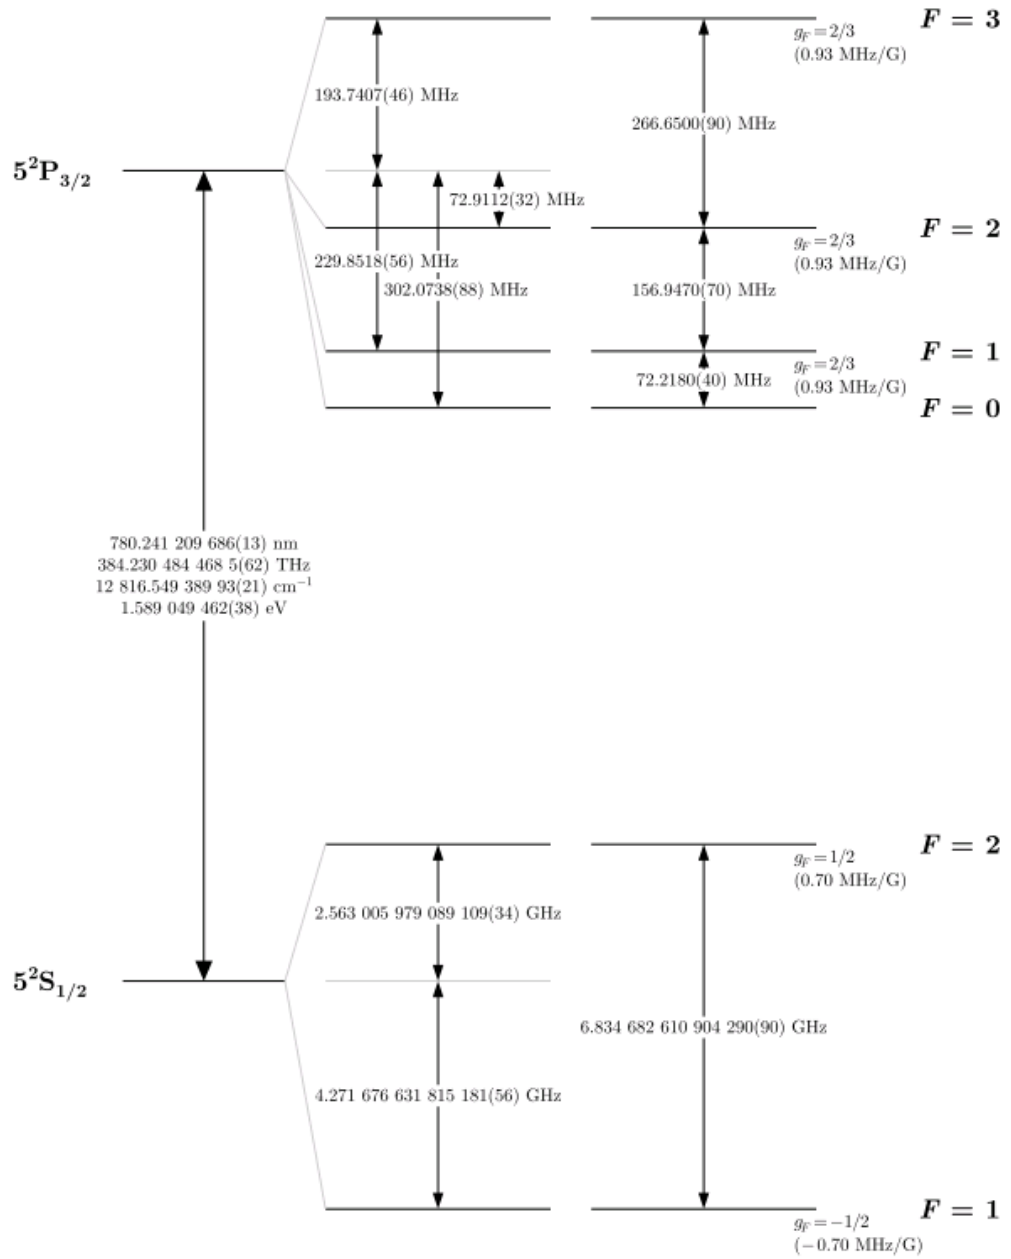 F = 3
g_F = 2/3
(0.93 MHz/G)
193.7407(46) MHz
266.6500(90) MHz
5²P₃/₂
72.9112(32) MHz
F = 2
g_F = 2/3
(0.93 MHz/G)
229.8518(56) MHz
302.0738(88) MHz
156.9470(70) MHz
F = 1
g_F = 2/3
(0.93 MHz/G)
72.2180(40) MHz
F = 0
780.241 209 686(13) nm
384.230 484 468 5(62) THz
12 816.549 389 93(21) cm⁻¹
1.589 049 462(38) eV
F = 2
g_F = 1/2
(0.70 MHz/G)
2.563 005 979 089 109(34) GHz
5²S₁/₂
6.834 682 610 904 290(90) GHz
4.271 676 631 815 181(56) GHz
F = 1
g_F = −1/2
(−0.70 MHz/G)